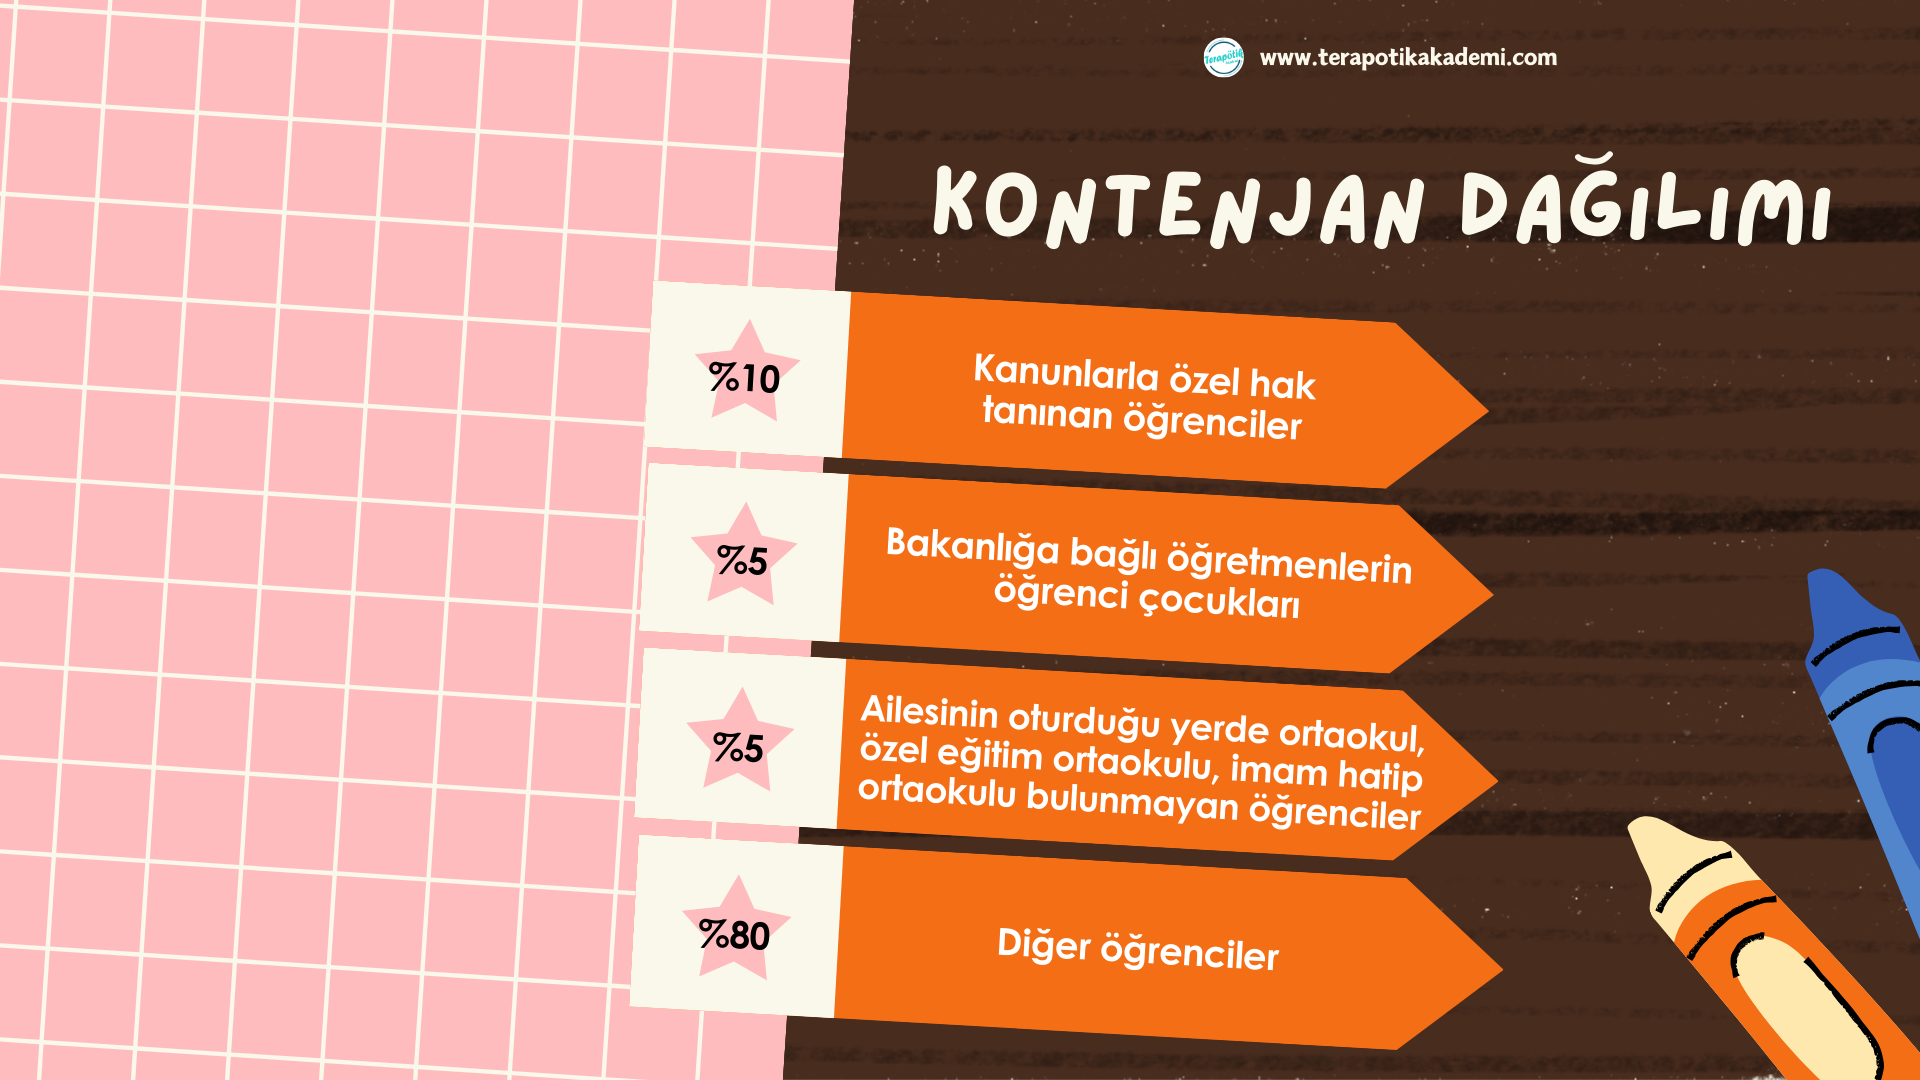 Terapötik
www.terapotikakademi.com
KONTENJAN DAĞILIMI
%10
Kanunlarla özel hak
tanınan öğrenciler
%5
Bakanlığa bağlı öğretmenlerin
öğrenci çocukları
%5
Ailesinin oturduğu yerde ortaokul,
özel eğitim ortaokulu, imam hatip
ortaokulu bulunmayan öğrenciler
%80
Diğer öğrenciler